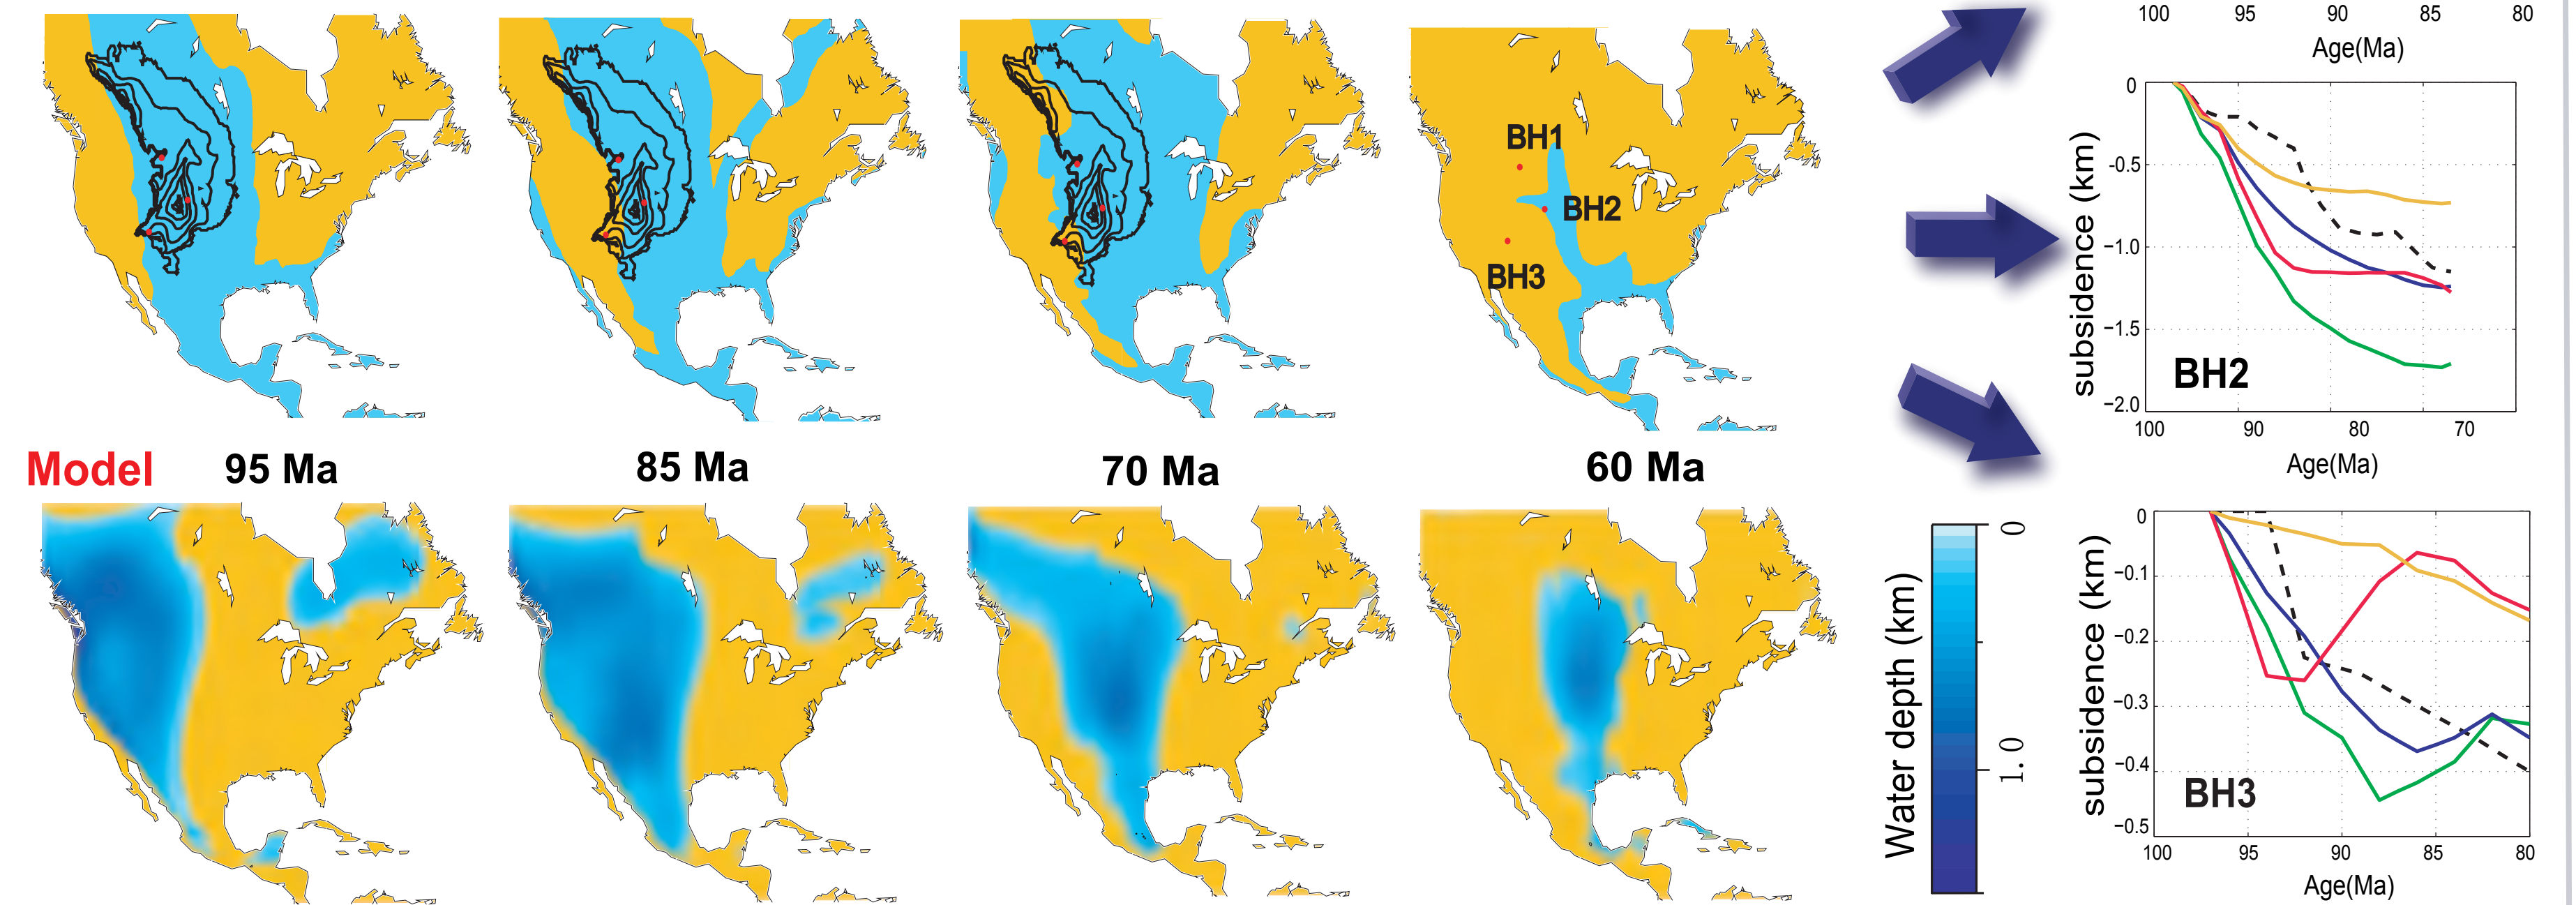 100 95 90 85 80
Age(Ma)
BH1
BH2
BH3
0
-0.5
-1.0
−1.5
−2.0
subsidence (km)
BH2
100 90 80 70
Age(Ma)
Model 95 Ma 85 Ma 70 Ma 60 Ma
Water depth (km)
0
1.0
0
−0.1
−0.2
−0.3
−0.4
−0.5
subsidence (km)
BH3
100 95 90 85 80
Age(Ma)